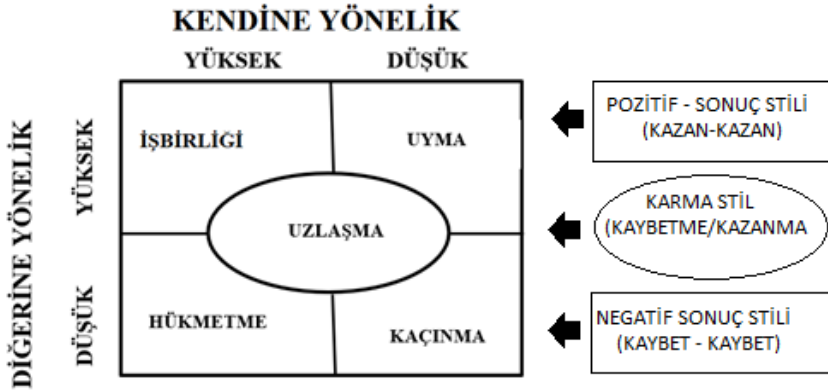 KENDİNE YÖNELİK
YÜKSEK DÜŞÜK
DİĞERİNE YÖNELİK
YÜKSEK
DÜŞÜK
İŞBİRLİĞİ UYMA
UZLAŞMA
HÜKMETME KAÇINMA
POZİTİF - SONUÇ STİLİ
(KAZAN-KAZAN)
KARMA STİL
(KAYBETME/KAZANMA
NEGATİF SONUÇ STİLİ
(KAYBET - KAYBET)